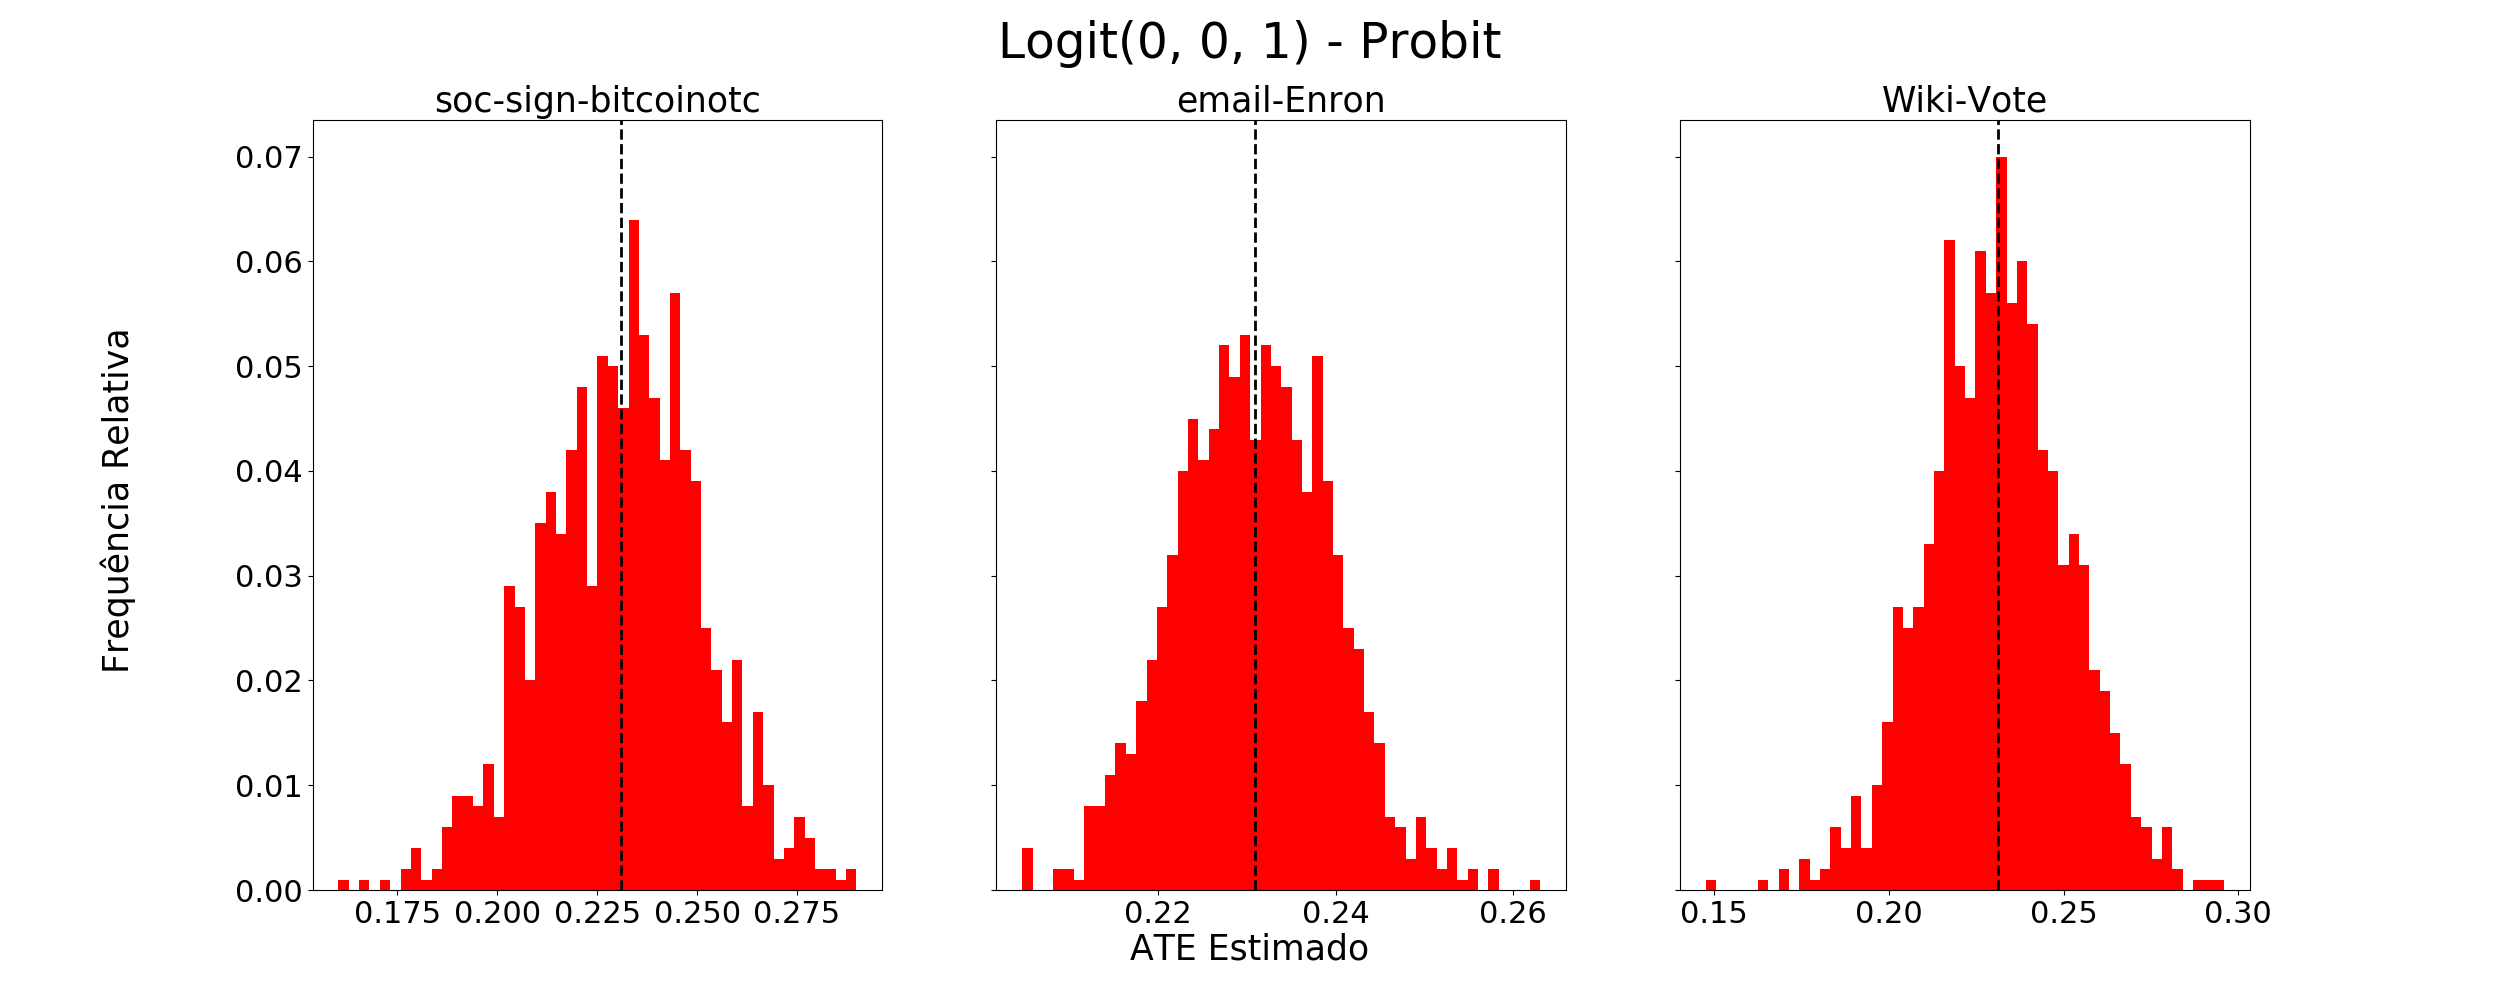 Logit(0, 0, 1) - Probit
soc-sign-bitcoinotc
email-Enron
Wiki-Vote
Frequência Relativa
0.07
0.06
0.05
0.04
0.03
0.02
0.01
0.00
0.175 0.200 0.225 0.250 0.275
0.22 0.24 0.26
0.15 0.20 0.25 0.30
ATE Estimado